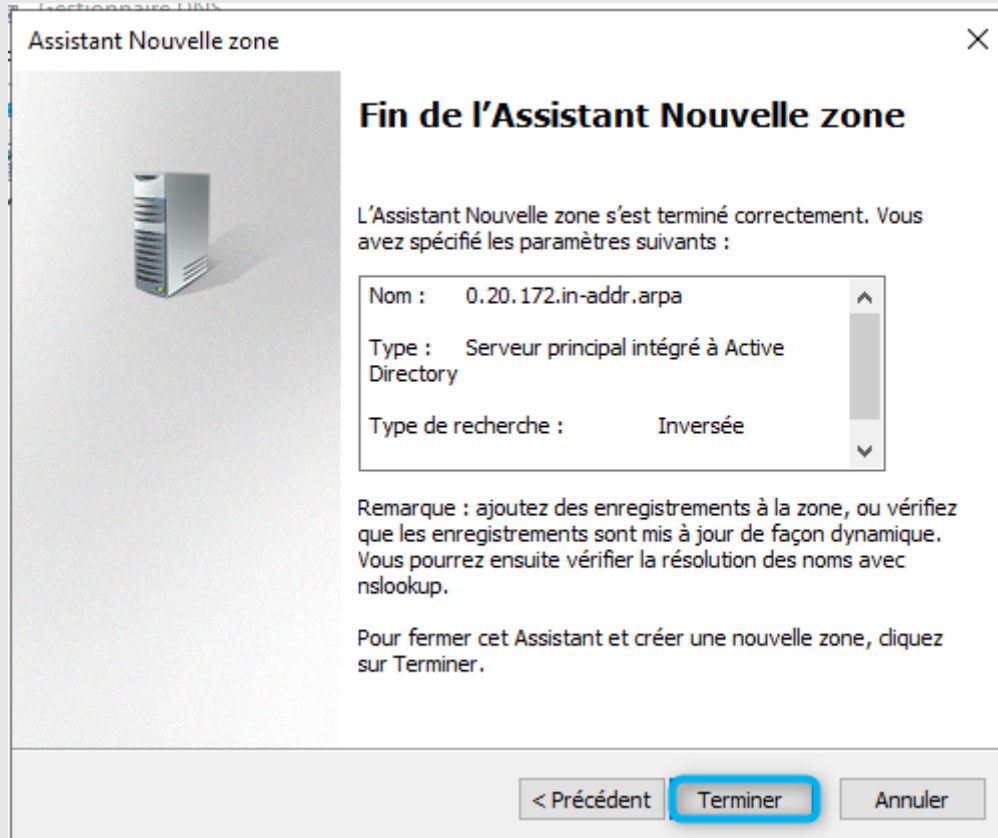 Gestionnaire DNS
Assistant Nouvelle zone
Fin de l’Assistant Nouvelle zone
L’Assistant Nouvelle zone s’est terminé correctement. Vous
avez spécifié les paramètres suivants :
Nom : 0.20.172.in-addr.arpa
Type : Serveur principal intégré à Active
Directory
Type de recherche : Inversée
Remarque : ajoutez des enregistrements à la zone, ou vérifiez
que les enregistrements sont mis à jour de façon dynamique.
Vous pourrez ensuite vérifier la résolution des noms avec
nslookup.
Pour fermer cet Assistant et créer une nouvelle zone, cliquez
sur Terminer.
< Précédent Terminer Annuler